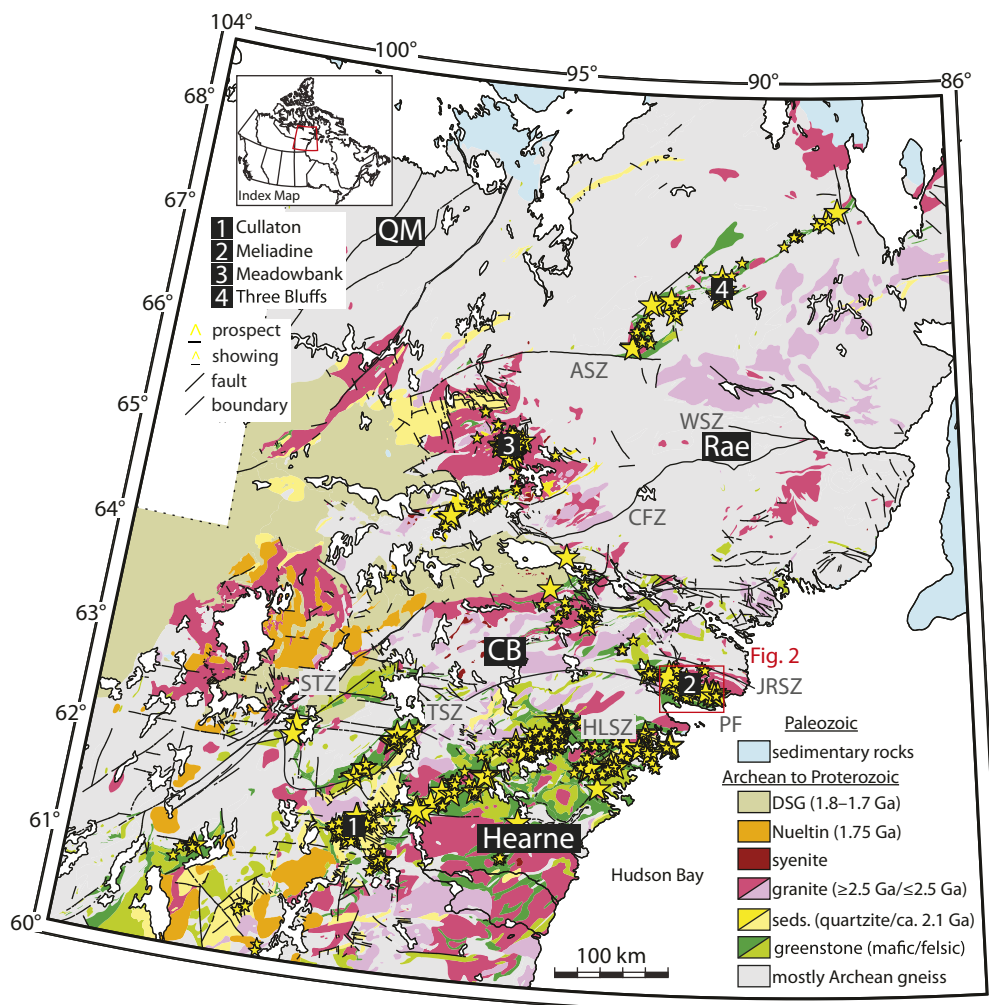 104°
100°
95°
90°
86°
68°
67°
66°
65°
64°
63°
62°
61°
60°
Index Map
QM
1 Cullaton
2 Meliadine
3 Meadowbank
4 Three Bluffs
prospect
showing
fault
boundary
4
ASZ
WSZ
Rae
3
CFZ
CB
Fig. 2
2
JRSZ
STZ
TSZ
HLSZ
PF
1
Hearne
Hudson Bay
100 km
Paleozoic
sedimentary rocks
Archean to Proterozoic
DSG (1.8–1.7 Ga)
Nueltin (1.75 Ga)
syenite
granite (≥2.5 Ga/≤2.5 Ga)
seds. (quartzite/ca. 2.1 Ga)
greenstone (mafic/felsic)
mostly Archean gneiss